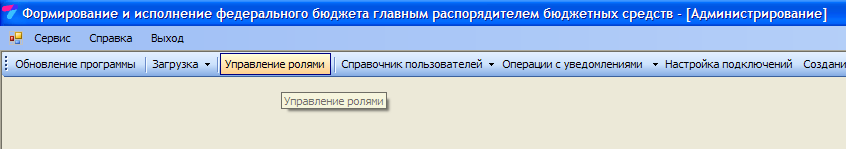 Формирование и исполнение федерального бюджета главным распорядителем бюджетных средств - [Администрирование]
Сервис Справка Выход
Обновление программы Загрузка Управление ролями Справочник пользователей Операции с уведомлениями Настройка подключений Создани
Управление ролями